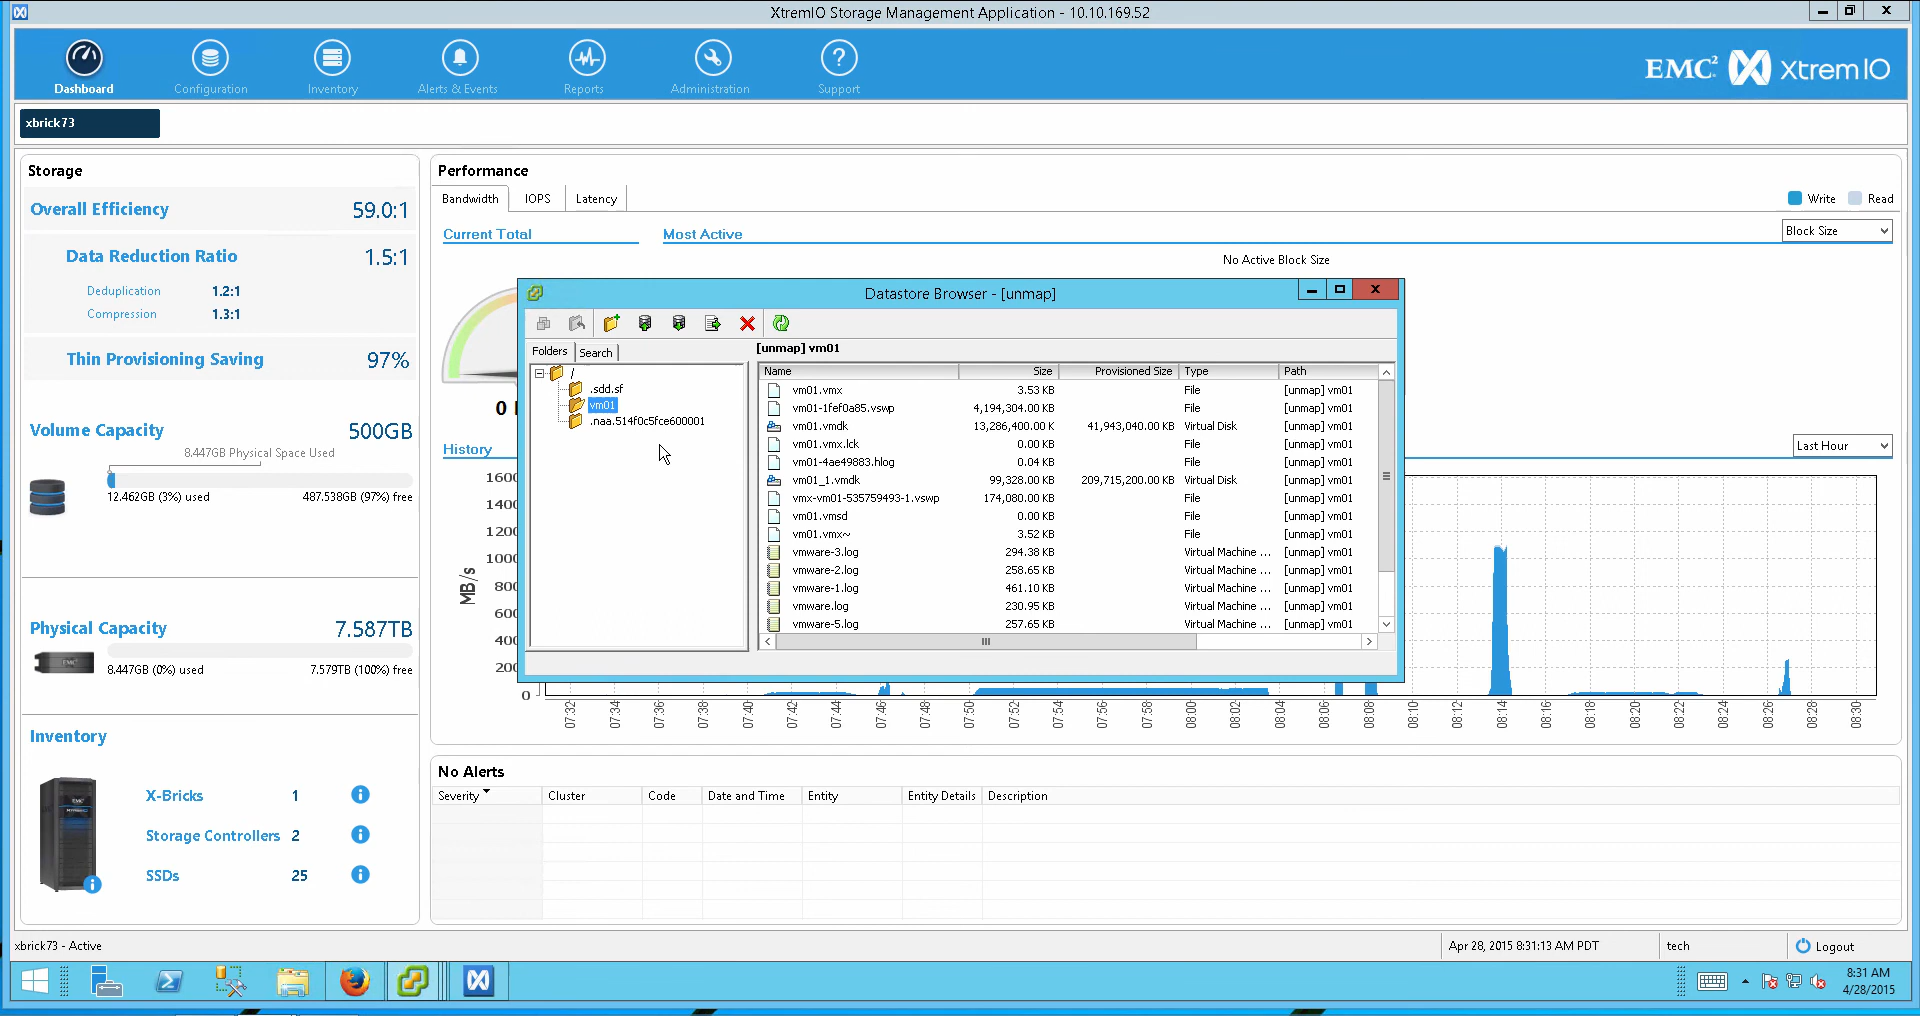 XtremIO Storage Management Application - 10.10.169.52
Dashboard
Configuration
Inventory
Alerts & Events
Reports
Administration
Support
EMC² XtremIO
xbrick73
Storage
Overall Efficiency 59.0:1
Data Reduction Ratio 1.5:1
Deduplication 1.2:1
Compression 1.3:1
Thin Provisioning Saving 97%
Volume Capacity 500GB
8.447GB Physical Space Used
12.462GB (3%) used 487.538GB (97%) free
Physical Capacity 7.587TB
8.447GB (0%) used 7.579TB (100%) free
Inventory
X-Bricks 1
Storage Controllers 2
SSDs 25
Performance
Bandwidth IOPS Latency
Write Read
Current Total Most Active
Block Size
No Active Block Size
0
History
Last Hour
MB/s
1600
1400
1200
1000
800
600
400
200
0
07:32 07:34 07:36 07:38 07:40 07:42 07:44 07:46 07:48 07:50 07:52 07:54 07:56 07:58 08:00 08:02 08:04 08:06 08:08 08:10 08:12 08:14 08:16 08:18 08:20 08:22 08:24 08:26 08:28 08:30
Datastore Browser - [unmap]
Folders Search
/
.sdd.sf
vm01
.naa.514f0c5fce600001
[unmap] vm01
Name Size Provisioned Size Type Path
vm01.vmx 3.53 KB File [unmap] vm01
vm01-1fef0a85.vswp 4,194,304.00 KB File [unmap] vm01
vm01.vmdk 13,286,400.00 K 41,943,040.00 KB Virtual Disk [unmap] vm01
vm01.vmx.lck 0.00 KB File [unmap] vm01
vm01-4ae49883.hlog 0.04 KB File [unmap] vm01
vm01_1.vmdk 99,328.00 KB 209,715,200.00 KB Virtual Disk [unmap] vm01
vmx-vm01-535759493-1.vswp 174,080.00 KB File [unmap] vm01
vm01.vmsd 0.00 KB File [unmap] vm01
vm01.vmx~ 3.52 KB File [unmap] vm01
vmware-3.log 294.38 KB Virtual Machine ... [unmap] vm01
vmware-2.log 258.65 KB Virtual Machine ... [unmap] vm01
vmware-1.log 461.10 KB Virtual Machine ... [unmap] vm01
vmware.log 230.95 KB Virtual Machine ... [unmap] vm01
vmware-5.log 257.65 KB Virtual Machine ... [unmap] vm01
No Alerts
Severity Cluster Code Date and Time Entity Entity Details Description
xbrick73 - Active
Apr 28, 2015 8:31:13 AM PDT
tech
Logout
8:31 AM
4/28/2015